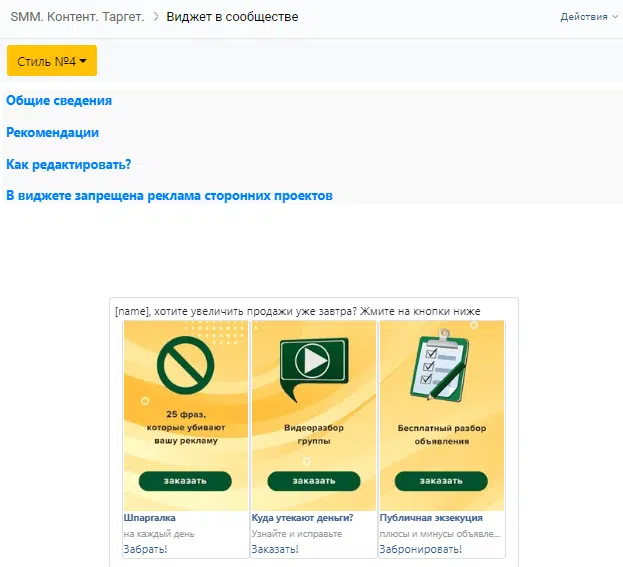 SMM. Контент. Таргет. > Виджет в сообществе
Действия
Стиль №4
Общие сведения
Рекомендации
Как редактировать?
В виджете запрещена реклама сторонних проектов
[name], хотите увеличить продажи уже завтра? Жмите на кнопки ниже
25 фраз,
которые убивают
вашу рекламу
заказать
Шпаргалка
на каждый день
Забрать!
Видеоразбор
группы
заказать
Куда утекают деньги?
Узнайте и исправьте
Заказать!
Бесплатный разбор
объявления
заказать
Публичная экзекуция
плюсы и минусы объявле...
Забронировать!